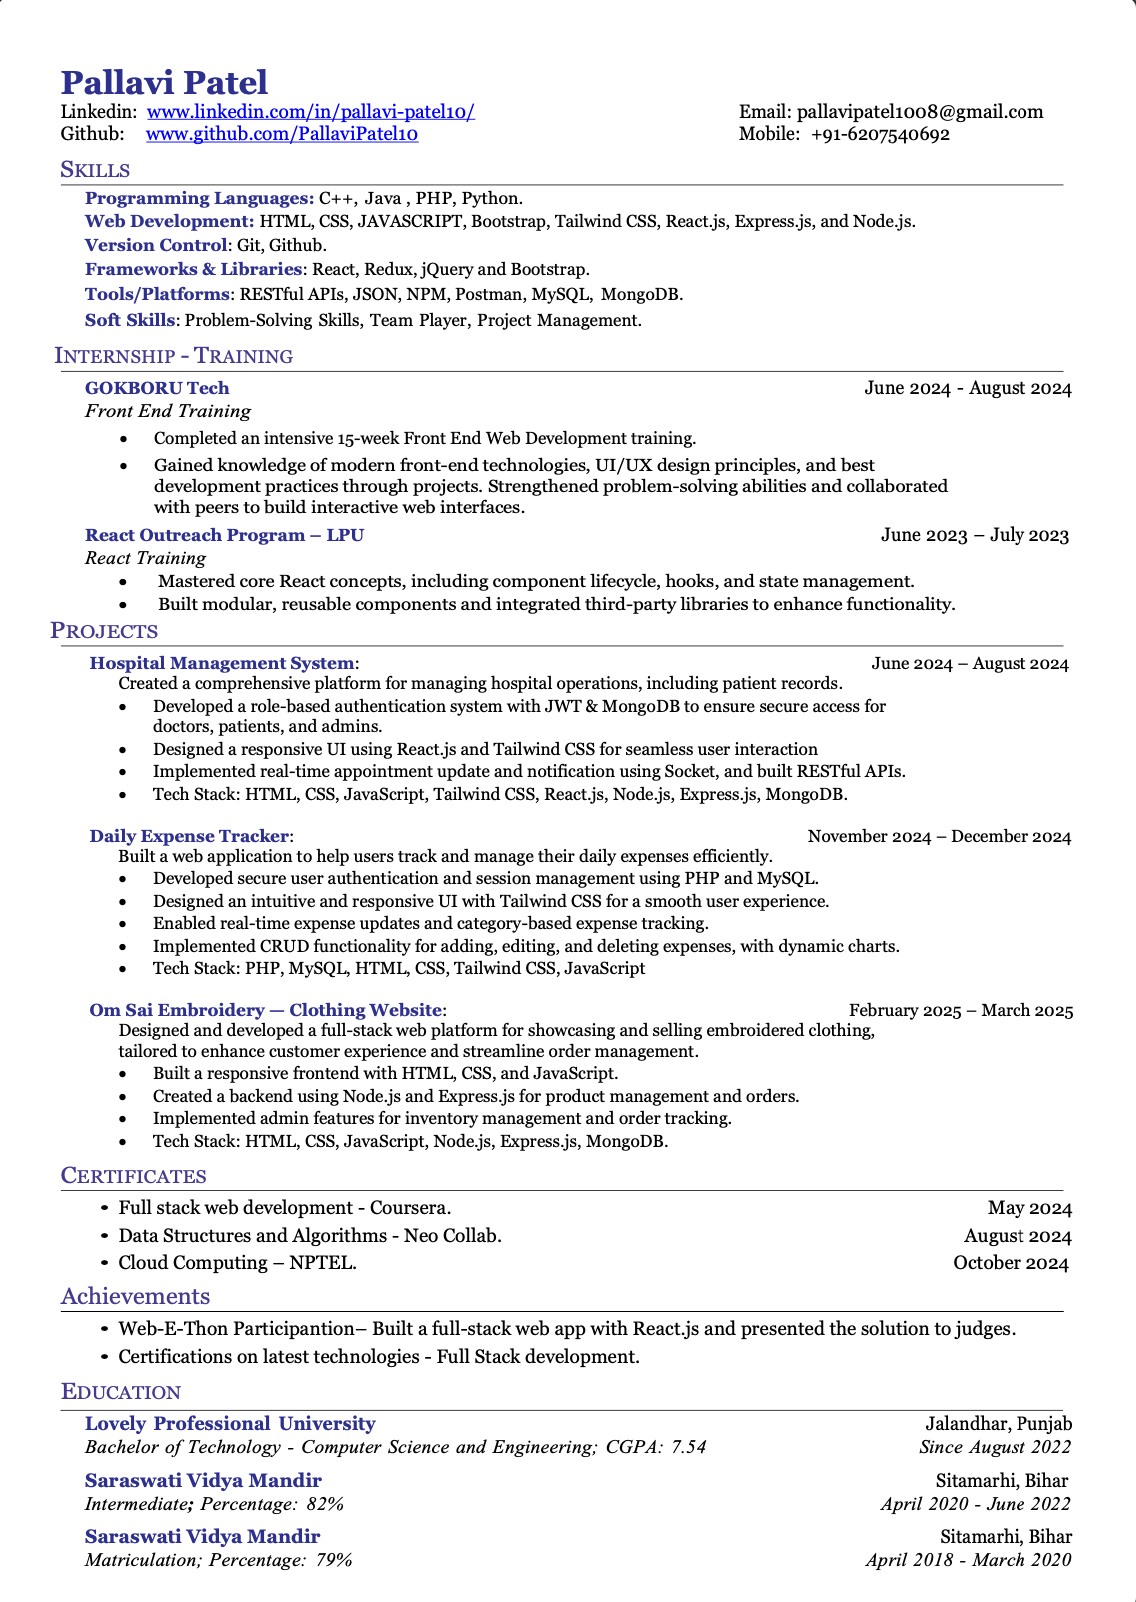 Pallavi Patel
Linkedin: www.linkedin.com/in/pallavi-patel10/ Email: pallavipatel1008@gmail.com
Github: www.github.com/PallaviPatel10 Mobile: +91-6207540692
SKILLS
Programming Languages: C++, Java , PHP, Python.
Web Development: HTML, CSS, JAVASCRIPT, Bootstrap, Tailwind CSS, React.js, Express.js, and Node.js.
Version Control: Git, Github.
Frameworks & Libraries: React, Redux, jQuery and Bootstrap.
Tools/Platforms: RESTful APIs, JSON, NPM, Postman, MySQL, MongoDB.
Soft Skills: Problem-Solving Skills, Team Player, Project Management.
INTERNSHIP - TRAINING
GOKBORU Tech June 2024 - August 2024
Front End Training
• Completed an intensive 15-week Front End Web Development training.
• Gained knowledge of modern front-end technologies, UI/UX design principles, and best
development practices through projects. Strengthened problem-solving abilities and collaborated
with peers to build interactive web interfaces.
React Outreach Program – LPU June 2023 – July 2023
React Training
• Mastered core React concepts, including component lifecycle, hooks, and state management.
• Built modular, reusable components and integrated third-party libraries to enhance functionality.
PROJECTS
Hospital Management System: June 2024 – August 2024
Created a comprehensive platform for managing hospital operations, including patient records.
• Developed a role-based authentication system with JWT & MongoDB to ensure secure access for
doctors, patients, and admins.
• Designed a responsive UI using React.js and Tailwind CSS for seamless user interaction
• Implemented real-time appointment update and notification using Socket, and built RESTful APIs.
• Tech Stack: HTML, CSS, JavaScript, Tailwind CSS, React.js, Node.js, Express.js, MongoDB.
Daily Expense Tracker: November 2024 – December 2024
Built a web application to help users track and manage their daily expenses efficiently.
• Developed secure user authentication and session management using PHP and MySQL.
• Designed an intuitive and responsive UI with Tailwind CSS for a smooth user experience.
• Enabled real-time expense updates and category-based expense tracking.
• Implemented CRUD functionality for adding, editing, and deleting expenses, with dynamic charts.
• Tech Stack: PHP, MySQL, HTML, CSS, Tailwind CSS, JavaScript
Om Sai Embroidery — Clothing Website: February 2025 – March 2025
Designed and developed a full-stack web platform for showcasing and selling embroidered clothing,
tailored to enhance customer experience and streamline order management.
• Built a responsive frontend with HTML, CSS, and JavaScript.
• Created a backend using Node.js and Express.js for product management and orders.
• Implemented admin features for inventory management and order tracking.
• Tech Stack: HTML, CSS, JavaScript, Node.js, Express.js, MongoDB.
CERTIFICATES
• Full stack web development - Coursera. May 2024
• Data Structures and Algorithms - Neo Collab. August 2024
• Cloud Computing – NPTEL. October 2024
Achievements
• Web-E-Thon Participantion– Built a full-stack web app with React.js and presented the solution to judges.
• Certifications on latest technologies - Full Stack development.
EDUCATION
Lovely Professional University Jalandhar, Punjab
Bachelor of Technology - Computer Science and Engineering; CGPA: 7.54 Since August 2022
Saraswati Vidya Mandir Sitamarhi, Bihar
Intermediate; Percentage: 82% April 2020 - June 2022
Saraswati Vidya Mandir Sitamarhi, Bihar
Matriculation; Percentage: 79% April 2018 - March 2020